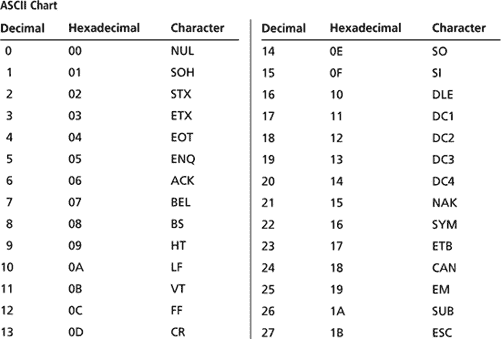 ASCII Chart
Decimal Hexadecimal Character Decimal Hexadecimal Character
0 00 NUL 14 0E SO
1 01 SOH 15 0F SI
2 02 STX 16 10 DLE
3 03 ETX 17 11 DC1
4 04 EOT 18 12 DC2
5 05 ENQ 19 13 DC3
6 06 ACK 20 14 DC4
7 07 BEL 21 15 NAK
8 08 BS 22 16 SYM
9 09 HT 23 17 ETB
10 0A LF 24 18 CAN
11 0B VT 25 19 EM
12 0C FF 26 1A SUB
13 0D CR 27 1B ESC